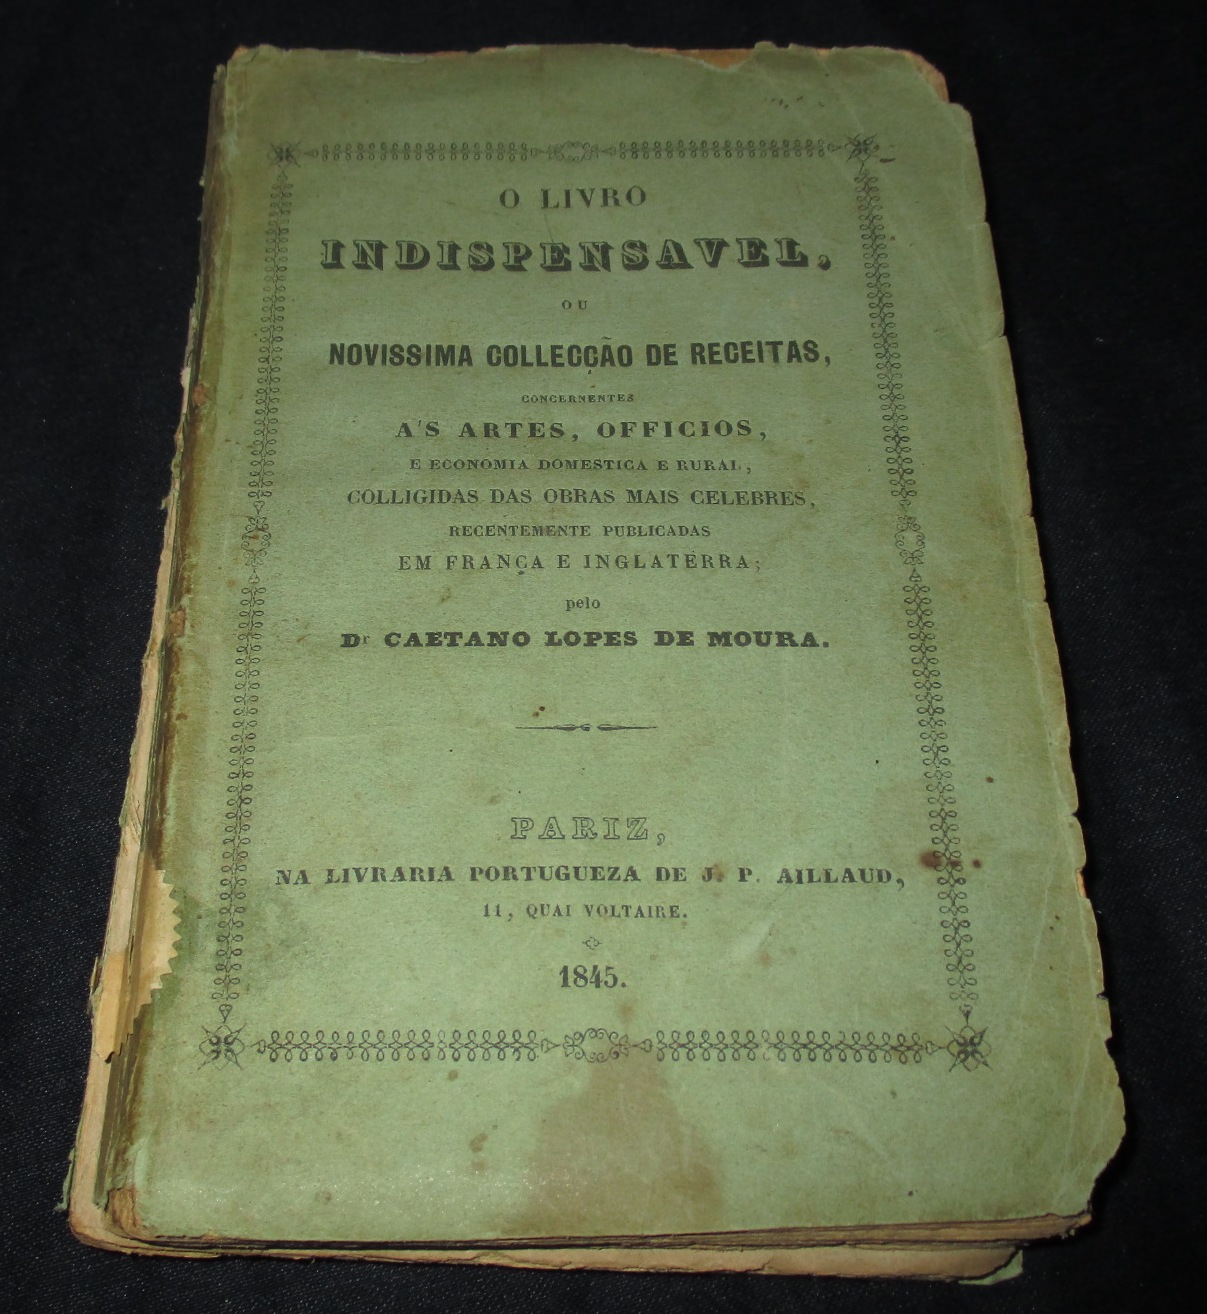 O LIVRO
INDISPENSAVEL,
OU
NOVISSIMA COLLECÇÃO DE RECEITAS,
CONCERNENTES
A'S ARTES, OFFICIOS,
E ECONOMIA DOMESTICA E RURAL,
COLLIGIDAS DAS OBRAS MAIS CELEBRES,
RECENTEMENTE PUBLICADAS
EM FRANÇA E INGLATERRA;
pelo
Dr CAETANO LOPES DE MOURA.
PARIZ,
NA LIVRARIA PORTUGUEZA DE J. P. AILLAUD,
11, QUAI VOLTAIRE.
1845.